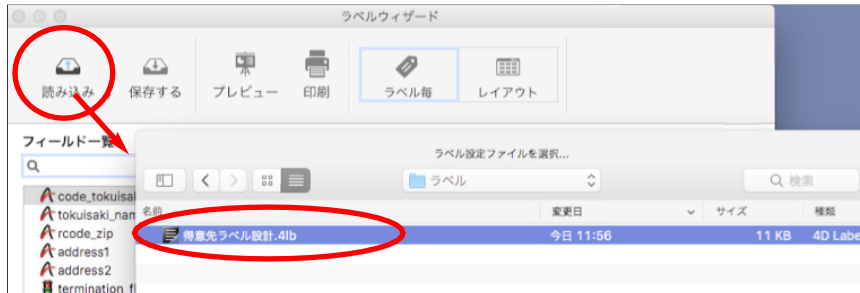 ラベルウィザード
読み込み 保存する プレビュー 印刷 ラベル毎 レイアウト
フィールド一覧
ラベル設定ファイルを選択...
ラベル
検索
名前 変更日 サイズ 種類
得意先ラベル設計.4lb 今日 11:56 11 KB 4D Labe
code_tokuisal
tokuisaki_nam
rcode_zip
address1
address2
termination_fl